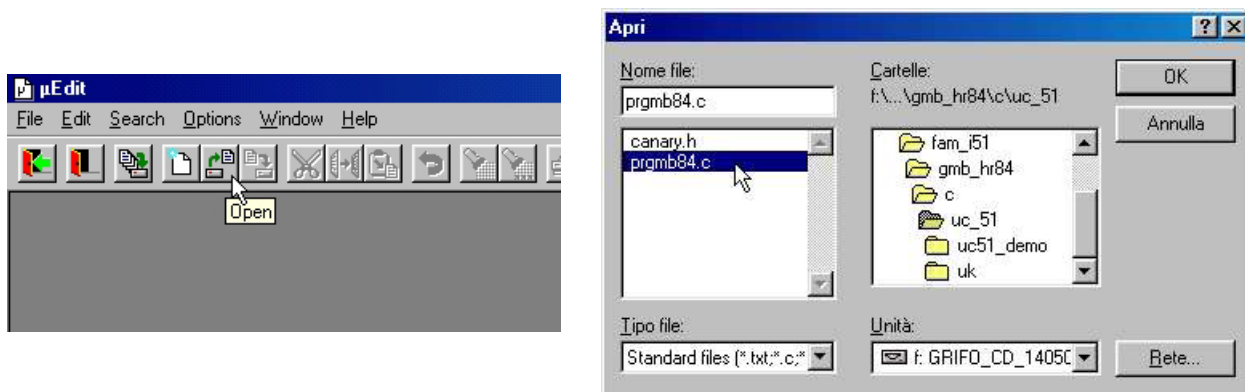 µEdit
File Edit Search Options Window Help
Open
Apri
Nome file:
prgmb84.c
canary.h
prgmb84.c
Tipo file:
Standard files (*.txt;*.c;*
Cartelle:
f:\...\gmb_hr84\c\uc_51
fam_i51
gmb_hr84
c
uc_51
uc51_demo
uk
Unità:
f: GRIFO_CD_1405
OK
Annulla
Rete...